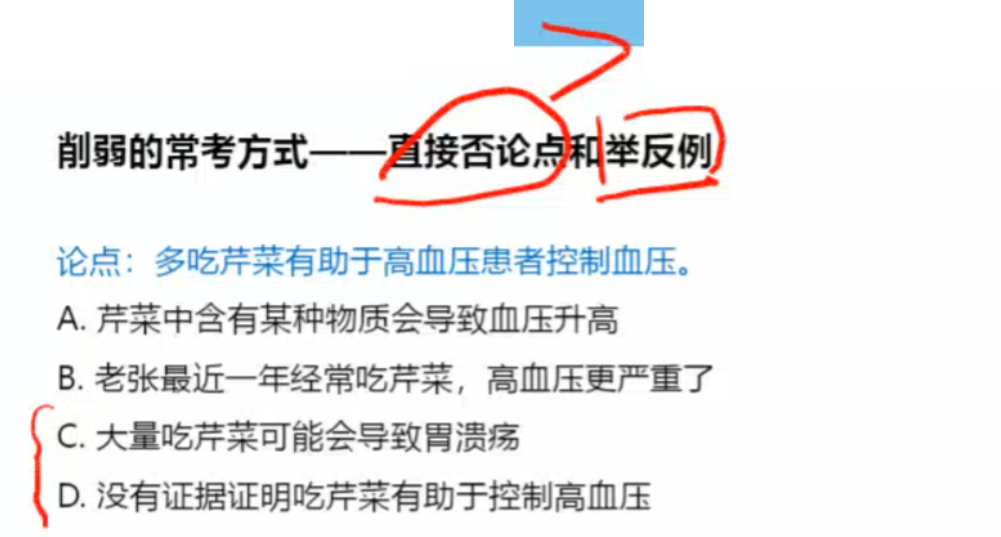 削弱的常考方式——直接否论点和举反例
论点：多吃芹菜有助于高血压患者控制血压。
A. 芹菜中含有某种物质会导致血压升高
B. 老张最近一年经常吃芹菜，高血压更严重了
C. 大量吃芹菜可能会导致胃溃疡
D. 没有证据证明吃芹菜有助于控制高血压